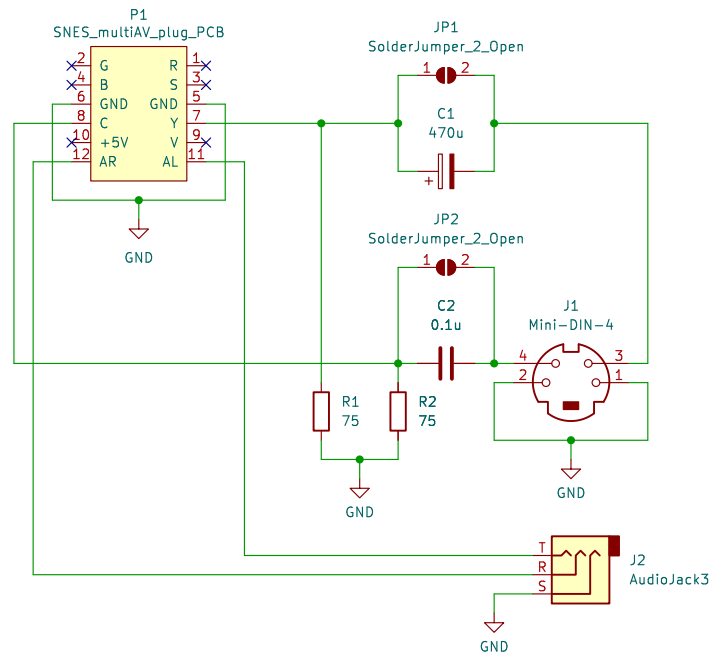 P1
SNES_multiAV_plug_PCB
2 G R 1
4 B S 3
6 GND GND 5
8 C Y 7
10 +5V V 9
12 AR AL 11
GND
JP1
SolderJumper_2_Open
1 2
C1
470u
+
JP2
SolderJumper_2_Open
1 2
C2
0.1u
J1
Mini-DIN-4
4 3
2 1
GND
R1
75
R2
75
GND
T
R
S
J2
AudioJack3
GND